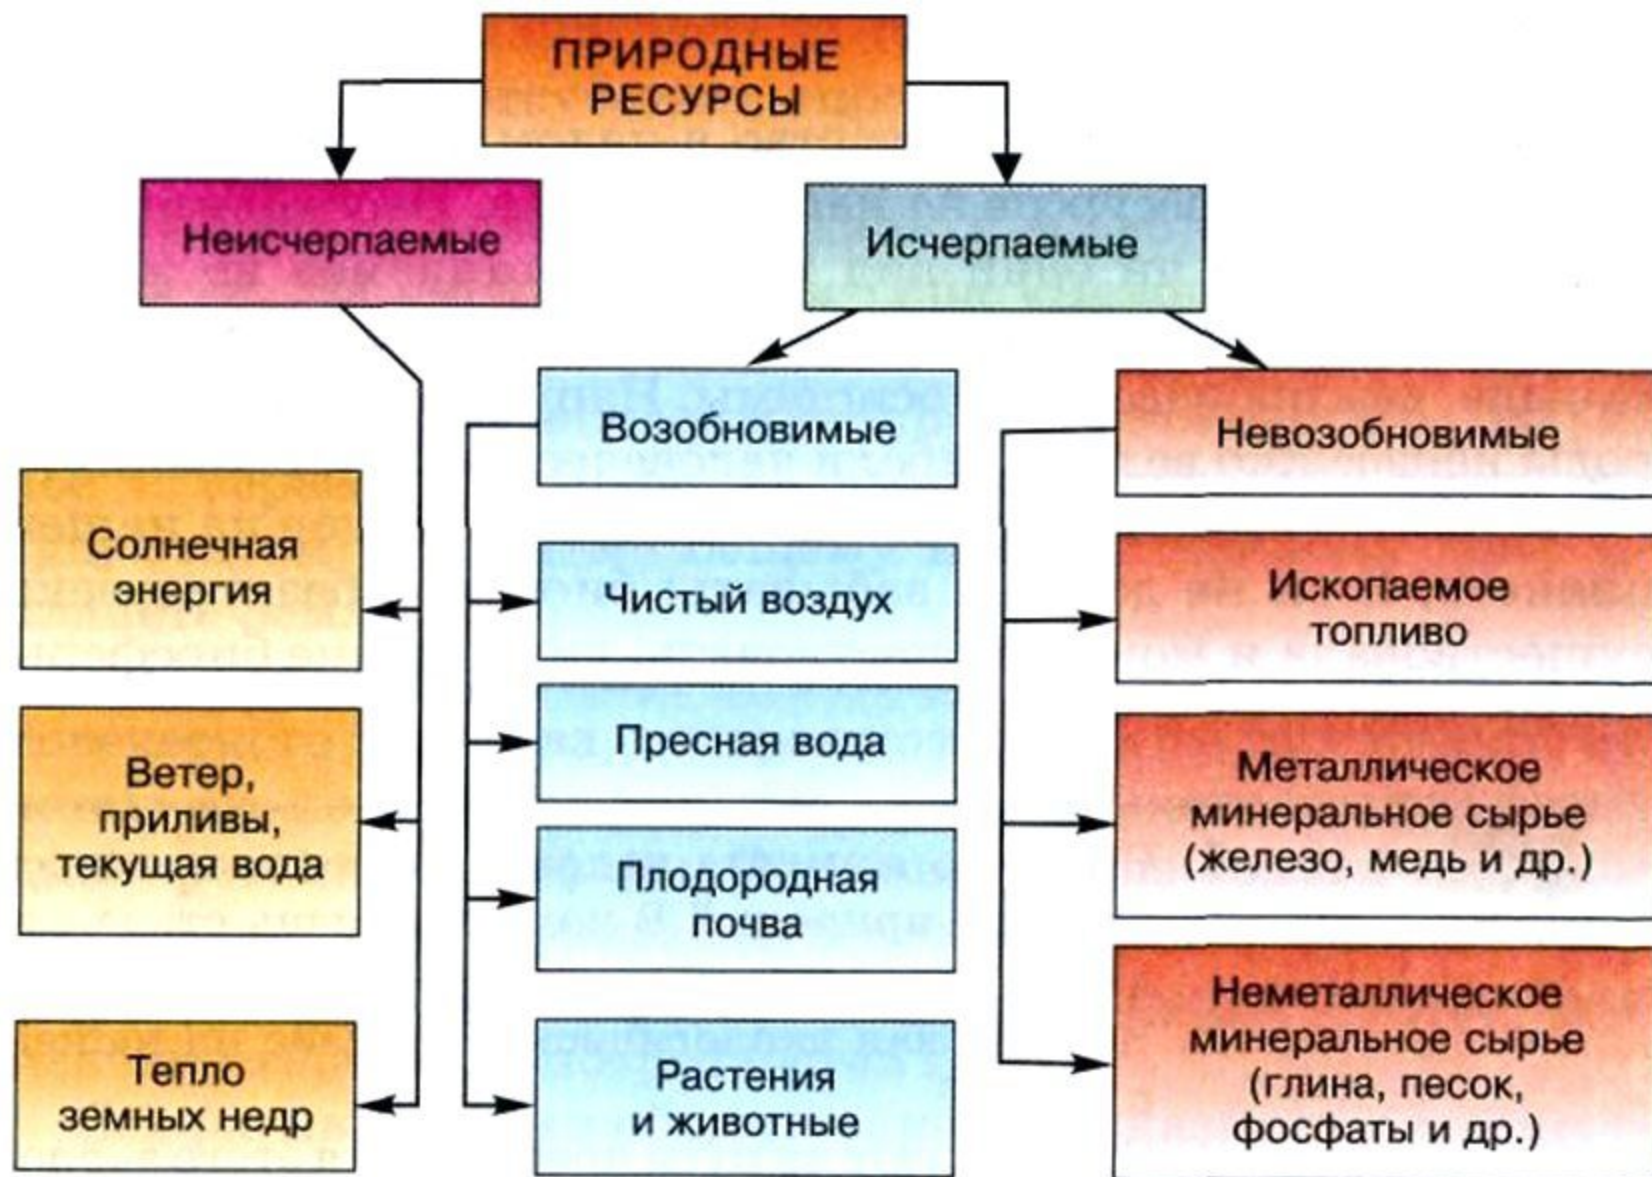 ПРИРОДНЫЕ
РЕСУРСЫ
Неисчерпаемые
Исчерпаемые
Возобновимые
Невозобновимые
Солнечная
энергия
Ветер,
приливы,
текущая вода
Тепло
земных недр
Чистый воздух
Пресная вода
Плодородная
почва
Растения
и животные
Ископаемое
топливо
Металлическое
минеральное сырье
(железо, медь и др.)
Неметаллическое
минеральное сырье
(глина, песок,
фосфаты и др.)